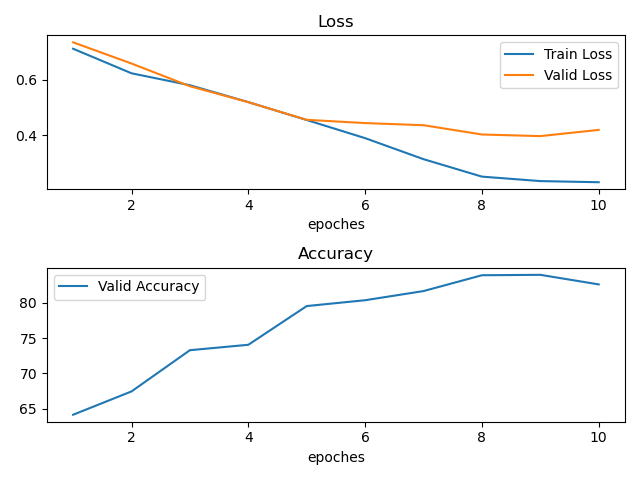 Loss
Train Loss
Valid Loss
0.6
0.4
2 4 6 8 10
epoches
Accuracy
Valid Accuracy
80
75
70
65
2 4 6 8 10
epoches